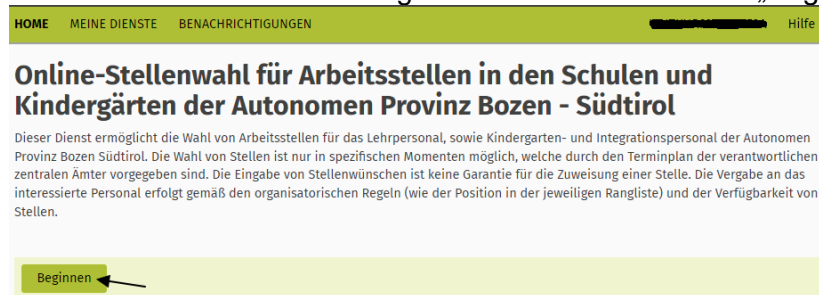 HOME MEINE DIENSTE BENACHRICHTIGUNGEN Hilfe
Online-Stellenwahl für Arbeitsstellen in den Schulen und
Kindergärten der Autonomen Provinz Bozen - Südtirol
Dieser Dienst ermöglicht die Wahl von Arbeitsstellen für das Lehrpersonal, sowie Kindergarten- und Integrationspersonal der Autonomen
Provinz Bozen Südtirol. Die Wahl von Stellen ist nur in spezifischen Momenten möglich, welche durch den Terminplan der verantwortlichen
zentralen Ämter vorgegeben sind. Die Eingabe von Stellenwünschen ist keine Garantie für die Zuweisung einer Stelle. Die Vergabe an das
interessierte Personal erfolgt gemäß den organisatorischen Regeln (wie der Position in der jeweiligen Rangliste) und der Verfügbarkeit von
Stellen.
Beginnen